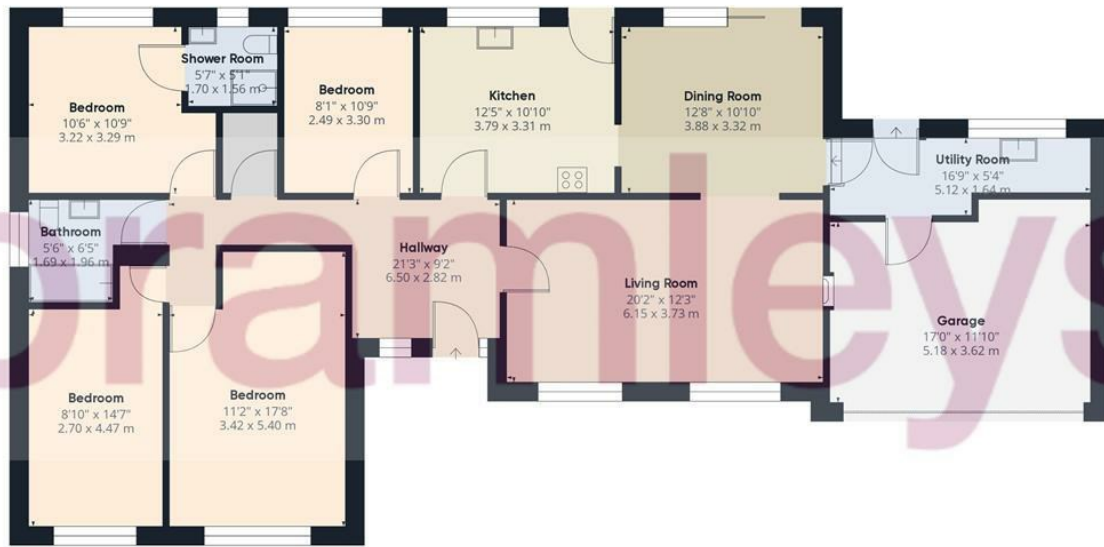 Shower Room
5'7" x 5'1"
1.70 x 1.56 m
Bedroom
10'6" x 10'9"
3.22 x 3.29 m
Bedroom
8'1" x 10'9"
2.49 x 3.30 m
Kitchen
12'5" x 10'10"
3.79 x 3.31 m
Dining Room
12'8" x 10'10"
3.88 x 3.32 m
Utility Room
16'9" x 5'4"
5.12 x 1.64 m
Bathroom
5'6" x 6'5"
1.69 x 1.96 m
Hallway
21'3" x 9'2"
6.50 x 2.82 m
Living Room
20'2" x 12'3"
6.15 x 3.73 m
Garage
17'0" x 11'10"
5.18 x 3.62 m
Bedroom
8'10" x 14'7"
2.70 x 4.47 m
Bedroom
11'2" x 17'8"
3.42 x 5.40 m
bramleys